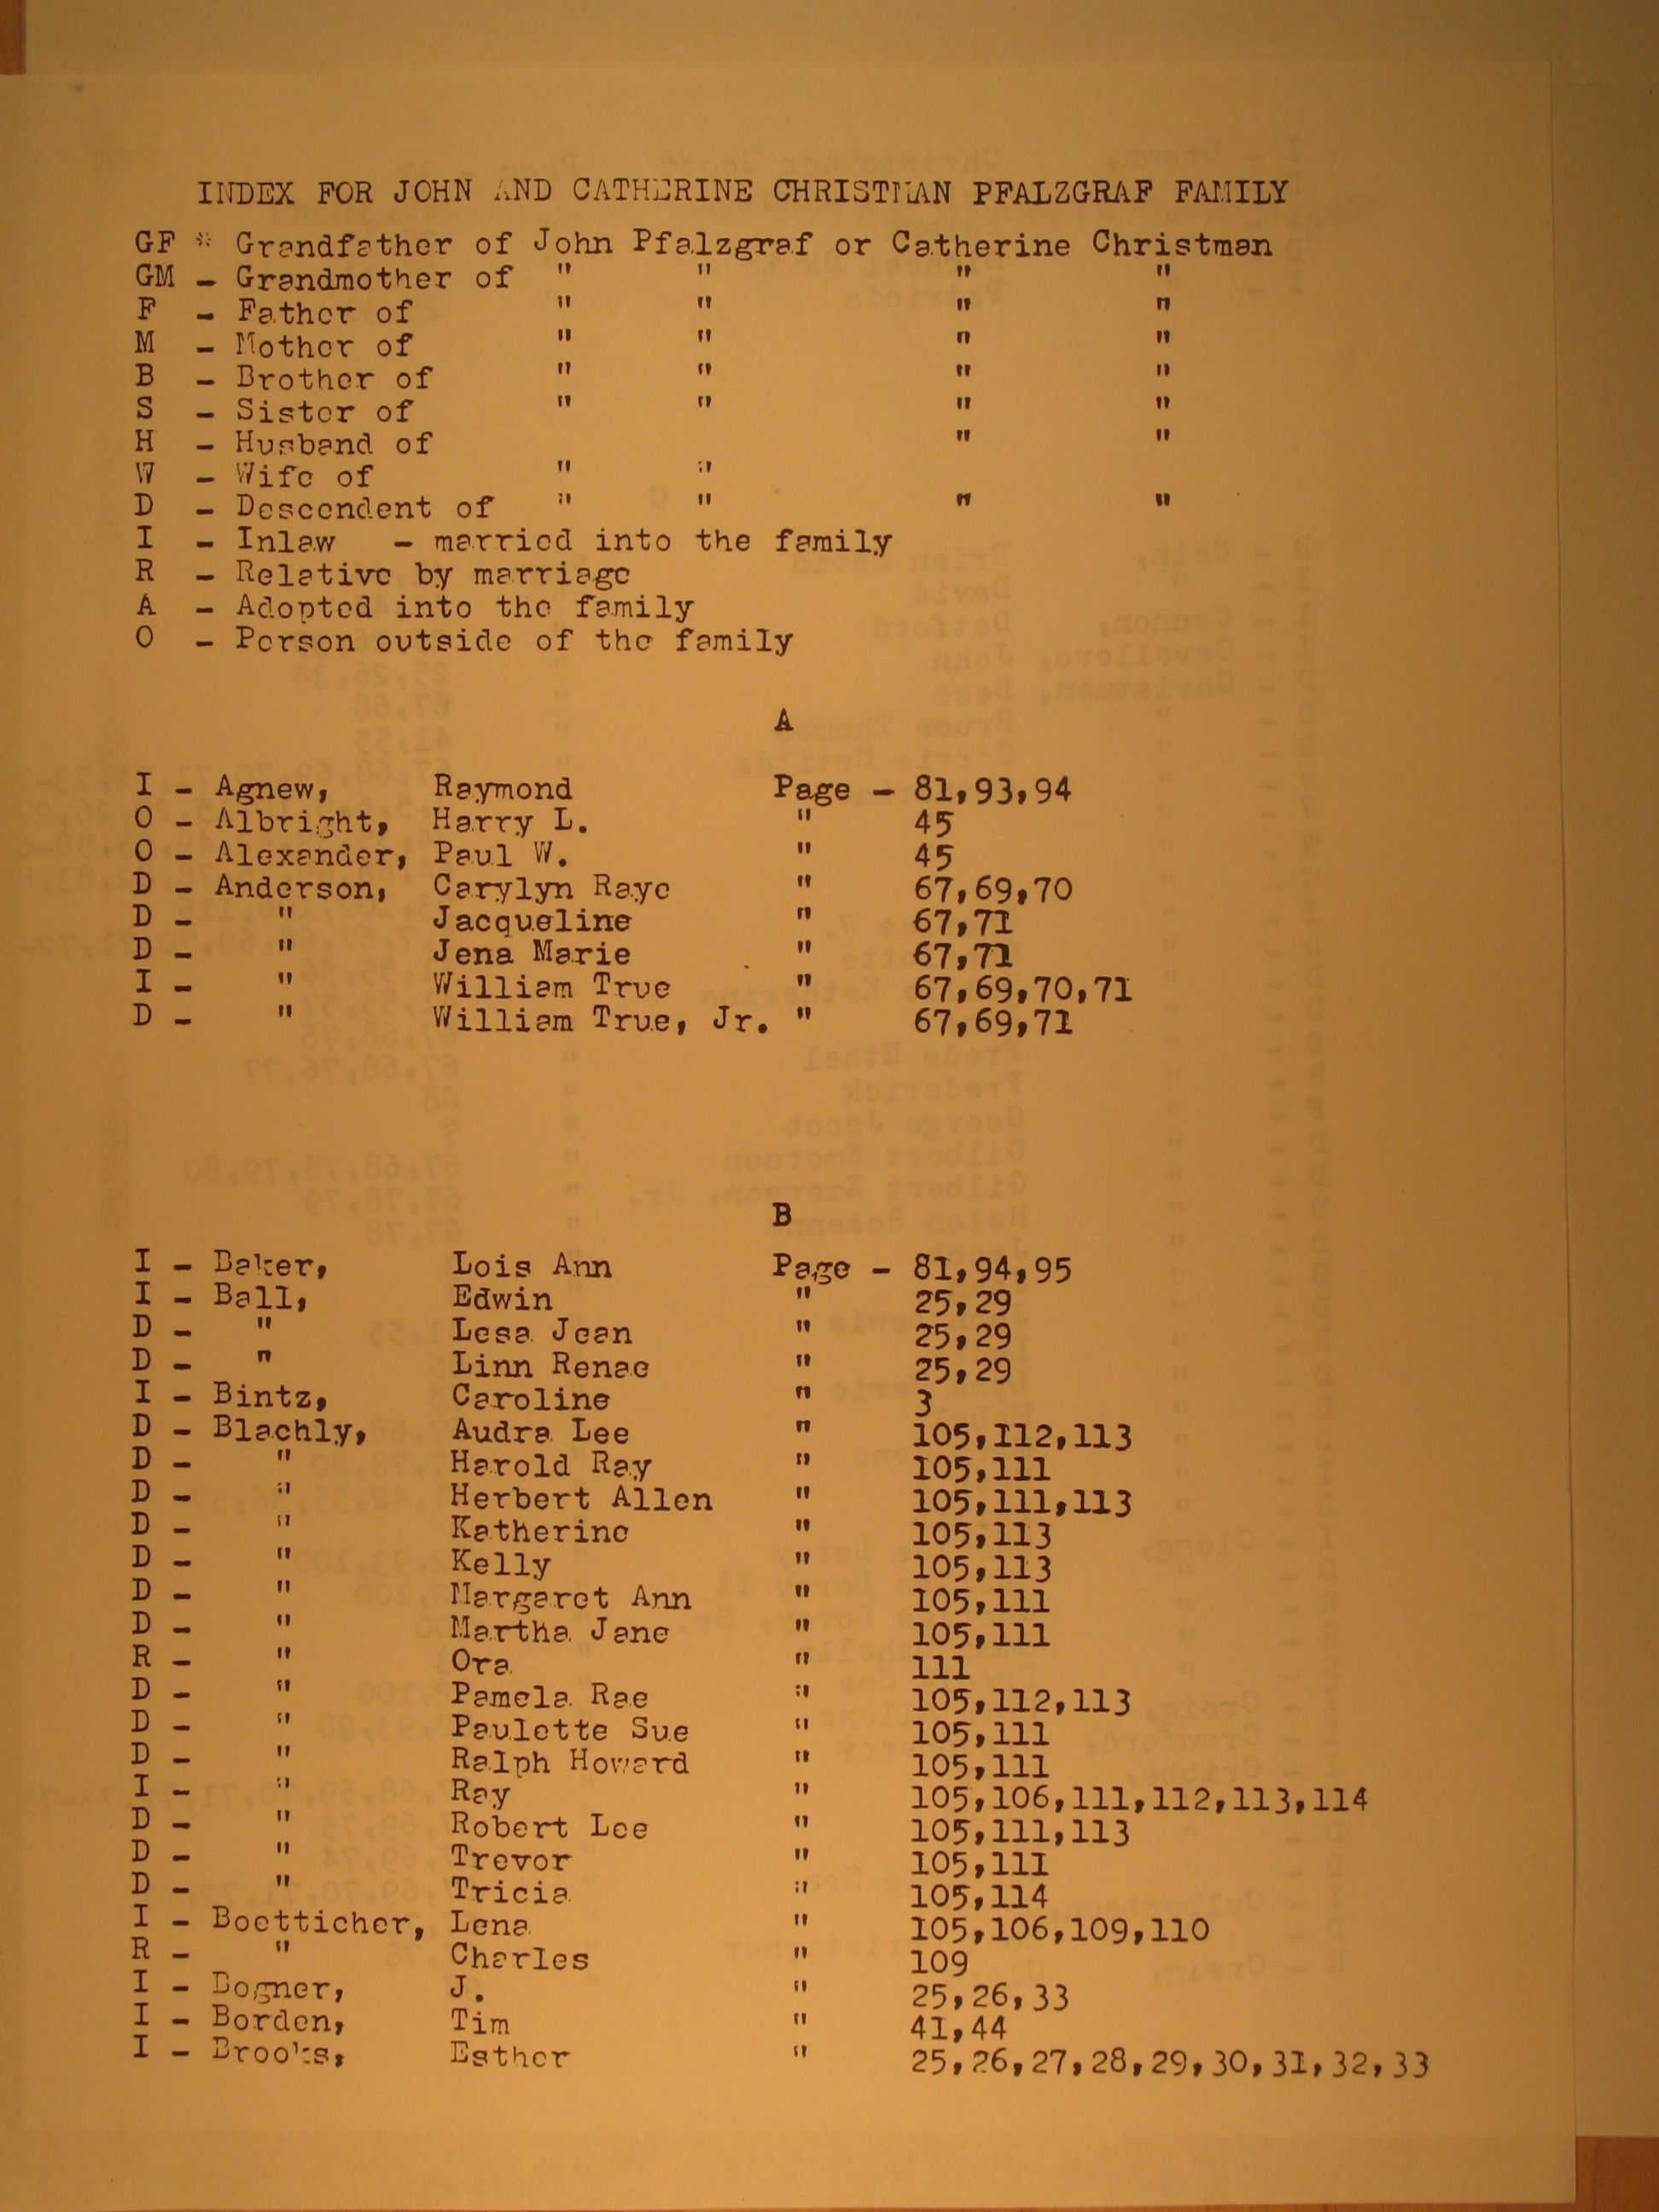 INDEX FOR JOHN AND CATHERINE CHRISTMAN PFALZGRAF FAMILY
GF * Grandfather of John Pfalzgraf or Catherine Christman
GM - Grandmother of " " " "
F - Father of " " " "
M - Mother of " " " "
B - Brother of " " " "
S - Sister of " " " "
H - Husband of " "
W - Wife of " "
D - Descendent of " " " "
I - Inlaw - married into the family
R - Relative by marriage
A - Adopted into the family
O - Person outside of the family
A
I - Agnew, Raymond Page - 81,93,94
O - Albright, Harry L. " 45
O - Alexander, Paul W. " 45
D - Anderson, Carylyn Raye " 67,69,70
D - " Jacqueline " 67,71
D - " Jena Marie " 67,71
I - " William True " 67,69,70,71
D - " William True, Jr. " 67,69,71
B
I - Baker, Lois Ann Page - 81,94,95
I - Ball, Edwin " 25,29
D - " Lesa Jean " 25,29
D - " Linn Renae " 25,29
I - Bintz, Caroline " 3
D - Blachly, Audra Lee " 105,112,113
D - " Harold Ray " 105,111
D - " Herbert Allen " 105,111,113
D - " Katherine " 105,113
D - " Kelly " 105,113
D - " Margaret Ann " 105,111
D - " Martha Jane " 105,111
R - " Ora " 111
D - " Pamela Rae " 105,112,113
D - " Paulette Sue " 105,111
D - " Ralph Howard " 105,111
I - " Ray " 105,106,111,112,113,114
D - " Robert Lee " 105,111,113
D - " Trevor " 105,111
D - " Tricia " 105,114
I - Boetticher, Lena " 105,106,109,110
R - " Charles " 109
I - Bogner, J. " 25,26,33
I - Borden, Tim " 41,44
I - Brooks, Esther " 25,26,27,28,29,30,31,32,33